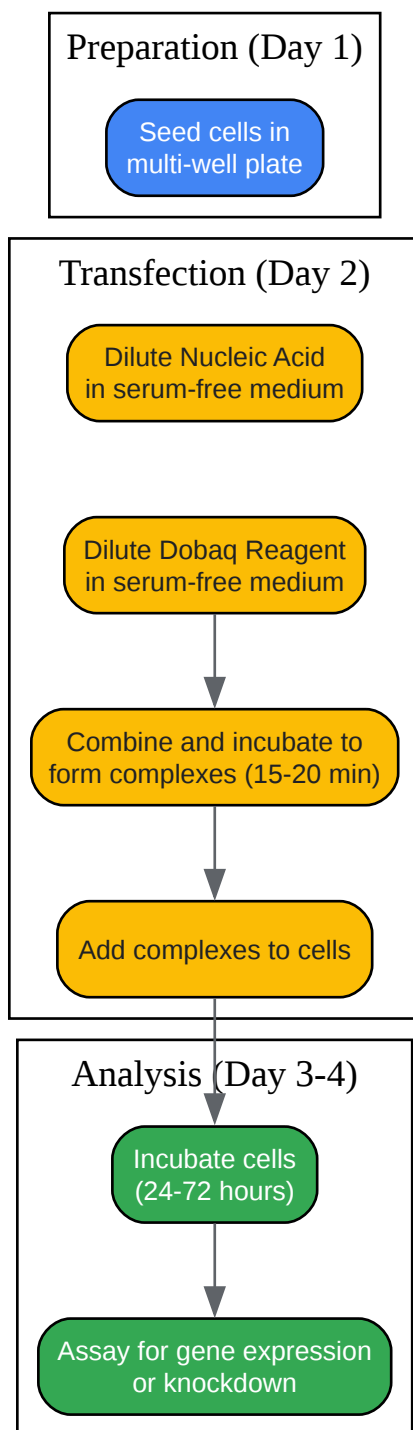 Preparation (Day 1)
Seed cells in
multi-well plate
Transfection (Day 2)
Dilute Nucleic Acid
in serum-free medium
Dilute Dobaq Reagent
in serum-free medium
Combine and incubate to
form complexes (15-20 min)
Add complexes to cells
Analysis (Day 3-4)
Incubate cells
(24-72 hours)
Assay for gene expression
or knockdown